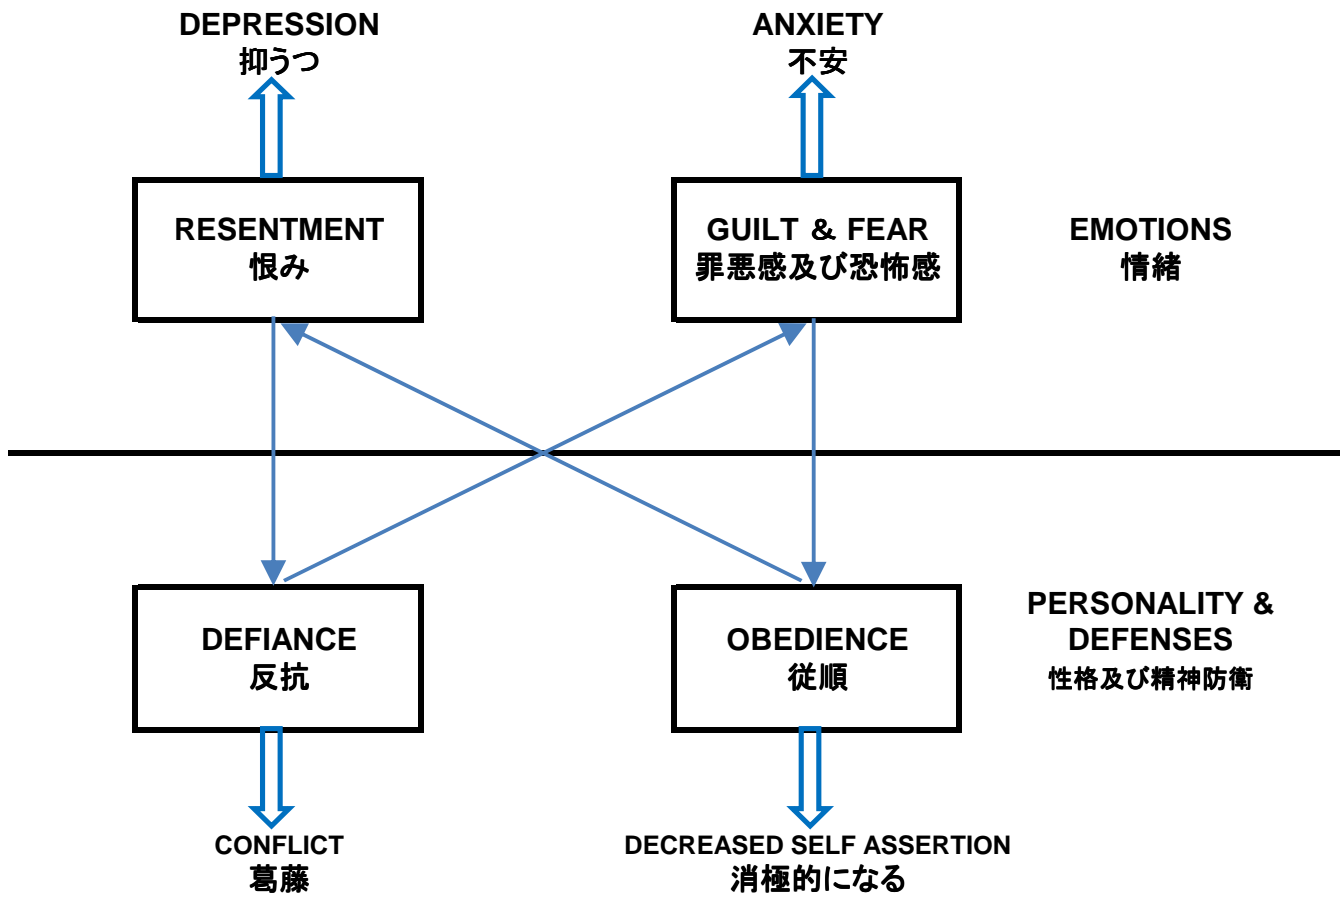 DEPRESSION
抑うつ
ANXIETY
不安
RESENTMENT
恨み
GUILT & FEAR
罪悪感及び恐怖感
EMOTIONS
情緒
DEFIANCE
反抗
OBEDIENCE
従順
PERSONALITY &
DEFENSES
性格及び精神防衛
CONFLICT
葛藤
DECREASED SELF ASSERTION
消極的になる